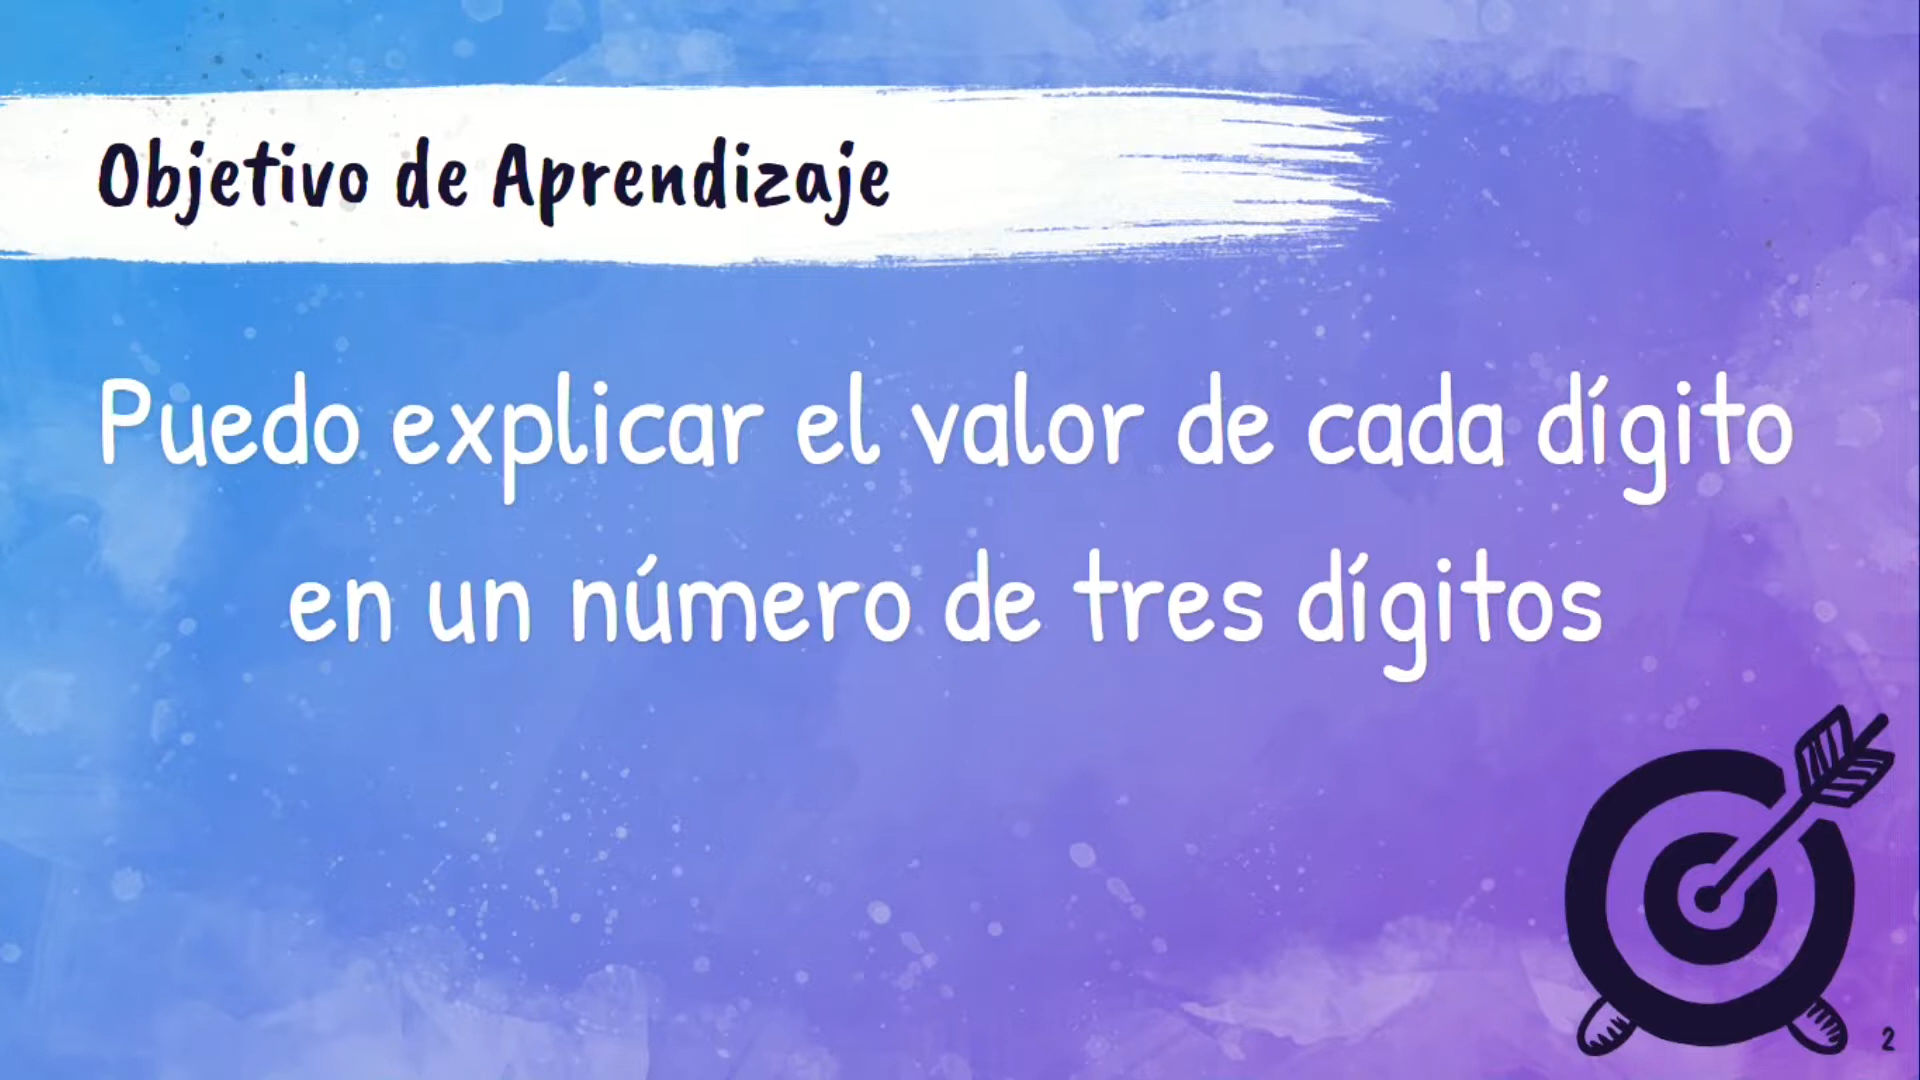 Objetivo de Aprendizaje
Puedo explicar el valor de cada dígito
en un número de tres dígitos
2